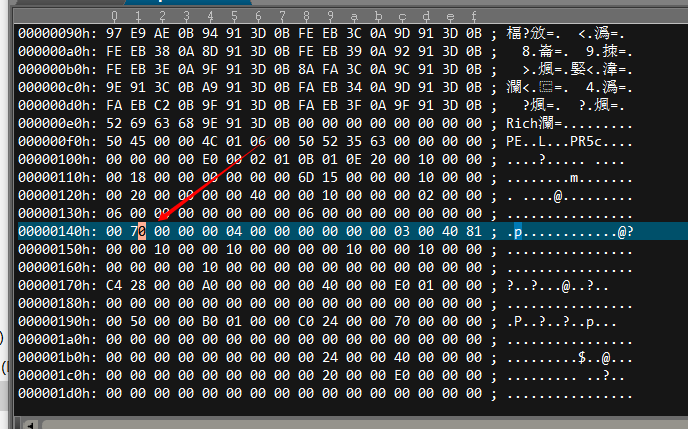 0 1 2 3 4 5 6 7 8 9 a b c d e f
00000090h: 97 E9 AE 0B 94 91 3D 0B FE EB 3C 0A 9D 91 3D 0B ; 槅?攽=. <.潙=.
000000a0h: FE EB 38 0A 8D 91 3D 0B FE EB 39 0A 92 91 3D 0B ; 8.崙=. 9.拺=.
000000b0h: FE EB 3E 0A 9F 91 3D 0B 8F FA 3C 0A 9C 91 3D 0B ; >.煈=.忂<.湋=.
000000c0h: 9E 91 3C 0B A9 91 3D 0B FA EB 34 0A 9D 91 3D 0B ; <. 4.潙=.
000000d0h: FA EB C2 0B 9F 91 3D 0B FA EB 3F 0A 9F 91 3D 0B ; ?煈=. ?.煈=.
000000e0h: 52 69 63 68 9E 91 3D 0B 00 00 00 00 00 00 00 00 ; Rich =.........
000000f0h: 50 45 00 00 4C 01 06 00 50 52 35 63 00 00 00 00 ; PE..L...PR5c....
00000100h: 00 00 00 00 E0 00 02 01 0B 01 0E 20 00 10 00 00 ; ....?..... ....
00000110h: 00 18 00 00 00 00 00 00 6D 15 00 00 00 10 00 00 ; ........m.......
00000120h: 00 20 00 00 00 00 40 00 00 10 00 00 00 02 00 00 ; . ....@.........
00000130h: 06 00 00 00 00 00 00 00 06 00 00 00 00 00 00 00 ; ................
00000140h: 00 70 00 00 00 04 00 00 00 00 00 00 03 00 40 81 ; .p............@?
00000150h: 00 00 10 00 00 10 00 00 00 00 10 00 00 10 00 00 ; ................
00000160h: 00 00 00 00 10 00 00 00 00 00 00 00 00 00 00 00 ; ................
00000170h: C4 28 00 00 A0 00 00 00 00 40 00 00 E0 01 00 00 ; ?..?...@..?..
00000180h: 00 00 00 00 00 00 00 00 00 00 00 00 00 00 00 00 ; ................
00000190h: 00 50 00 00 B0 01 00 00 C0 24 00 00 70 00 00 00 ; .P..?..?..p...
000001a0h: 00 00 00 00 00 00 00 00 00 00 00 00 00 00 00 00 ; ................
000001b0h: 00 00 00 00 00 00 00 00 00 24 00 00 40 00 00 00 ; .........$..@...
000001c0h: 00 00 00 00 00 00 00 00 00 20 00 00 E0 00 00 00 ; ......... ..?..
000001d0h: 00 00 00 00 00 00 00 00 00 00 00 00 00 00 00 00 ; ................